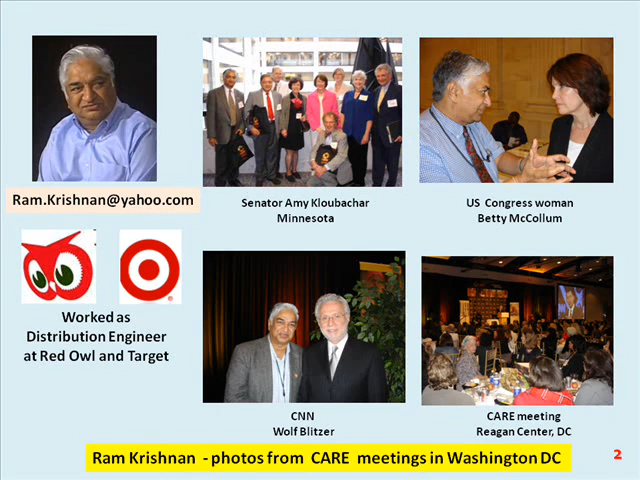 Ram.Krishnan@yahoo.com
Senator Amy Kloubachar
Minnesota
US Congress woman
Betty McCollum
Worked as
Distribution Engineer
at Red Owl and Target
CNN
Wolf Blitzer
CARE meeting
Reagan Center, DC
Ram Krishnan - photos from CARE meetings in Washington DC
2